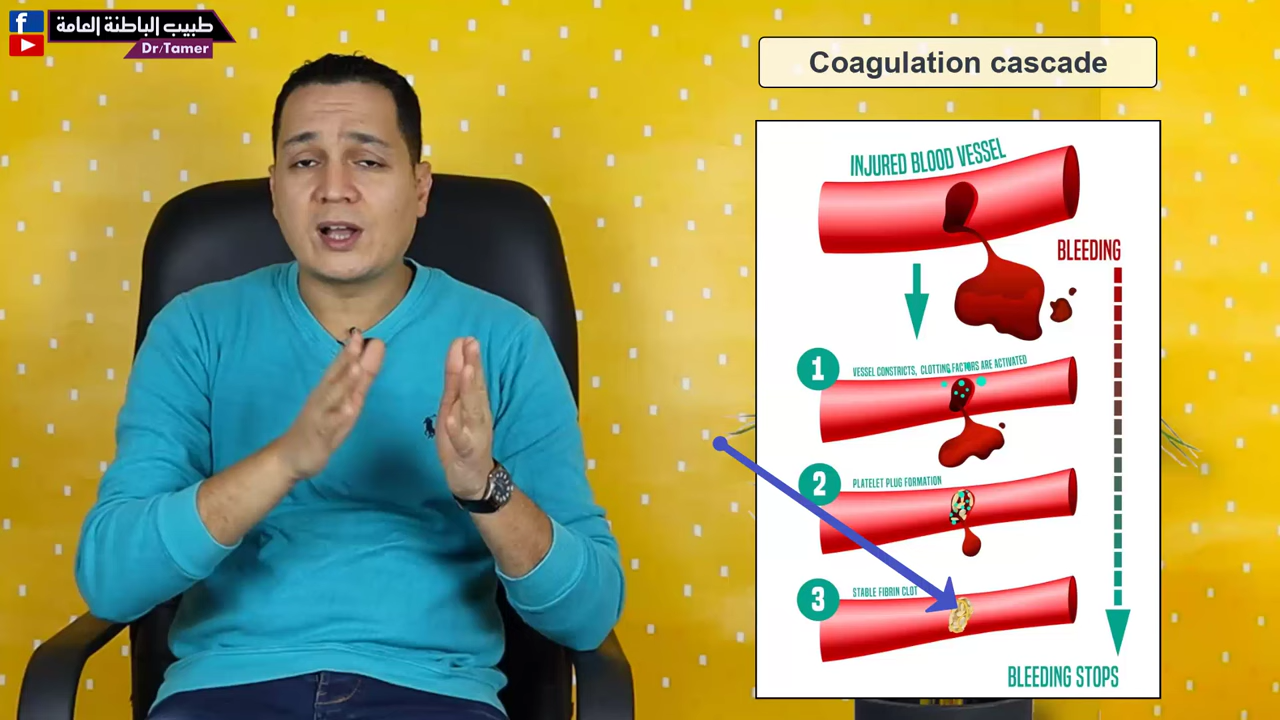 طبيب الباطنة العامة
Dr/Tamer
Coagulation cascade
INJURED BLOOD VESSEL
BLEEDING
1
VESSEL CONSTRICTS, CLOTTING FACTORS ARE ACTIVATED
2
PLATELET PLUG FORMATION
3
STABLE FIBRIN CLOT
BLEEDING STOPS